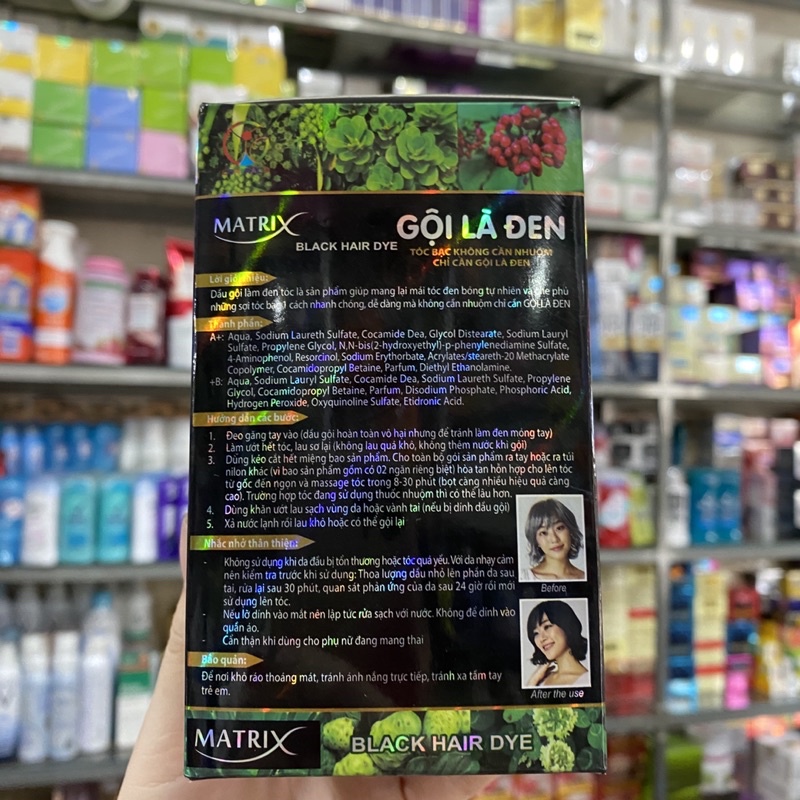 MATRIX
BLACK HAIR DYE
GỘI LÀ ĐEN
TÓC BẠC KHÔNG CẦN NHUỘM
CHỈ CẦN GỘI LÀ ĐEN
Lời giới thiệu:
Dầu gội làm đen tóc là sản phẩm giúp mang lại mái tóc đen bóng tự nhiên và che phủ
những sợi tóc bạc 1 cách nhanh chóng, dễ dàng mà không cần nhuộm chỉ cần GỘI LÀ ĐEN
Thành phần:
A+: Aqua, Sodium Laureth Sulfate, Cocamide Dea, Glycol Distearate, Sodium Lauryl
Sulfate, Propylene Glycol, N,N-bis(2-hydroxyethyl)-p-phenylenediamine Sulfate,
4-Aminophenol, Resorcinol, Sodium Erythorbate, Acrylates/steareth-20 Methacrylate
Copolymer, Cocamidopropyl Betaine, Parfum, Diethyl Ethanolamine.
+B: Aqua, Sodium Lauryl Sulfate, Cocamide Dea, Sodium Laureth Sulfate, Propylene
Glycol, Cocamidopropyl Betaine, Parfum, Disodium Phosphate, Phosphoric Acid,
Hydrogen Peroxide, Oxyquinoline Sulfate, Etidronic Acid.
Hướng dẫn các bước:
1. Đeo găng tay vào (dầu gội hoàn toàn vô hại nhưng để tránh làm đen móng tay)
2. Làm ướt hết tóc, lau sơ lại (không lau quá khô, không thêm nước khi gội)
3. Dùng kéo cắt hết miệng bao sản phẩm. Cho toàn bộ gói sản phẩm ra tay hoặc ra túi
nilon khác (vì bao sản phẩm gồm có 02 ngăn riêng biệt) hòa tan hỗn hợp cho lên tóc
từ gốc đến ngọn và massage tóc trong 8-30 phút (bọt càng nhiều hiệu quả càng
cao). Trường hợp tóc đang sử dụng thuốc nhuộm thì có thể lâu hơn.
4. Dùng khăn ướt lau sạch vùng da hoặc vành tai (nếu bị dính dầu gội)
5. Xả nước lạnh rồi lau khô hoặc có thể gội lại
Nhắc nhở thân thiện:
- Không sử dụng khi da đầu bị tổn thương hoặc tóc quá yếu. Với da nhạy cảm
nên kiểm tra trước khi sử dụng: Thoa lượng dầu nhỏ lên phần da sau
tai, rửa lại sau 30 phút, quan sát phản ứng của da sau 24 giờ rồi mới
sử dụng lên tóc.
- Nếu lỡ dính vào mắt nên lập tức rửa sạch với nước. Không để dính vào
quần áo.
- Cẩn thận khi dùng cho phụ nữ đang mang thai
Before
After the use
Bảo quản:
Để nơi khô ráo thoáng mát, tránh ánh nắng trực tiếp, tránh xa tầm tay
trẻ em.
MATRIX
BLACK HAIR DYE